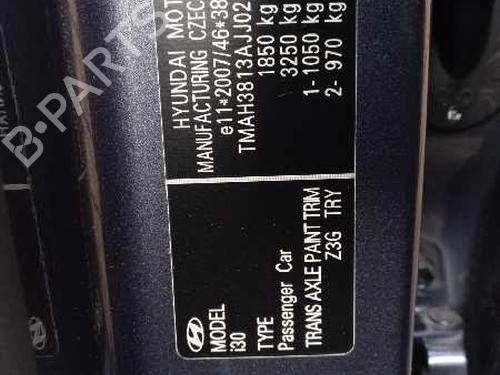 HYUNDAI MOT
MANUFACTURING CZEC
e11*2007/46*38
TMAH3813AJJ02
1850 kg
3250 kg
1-1050 kg
2- 970 kg
MODEL
i30
TYPE
Passenger Car
TRANS AXLE PAINT TRIM
Z3G TRY
B-PARTS